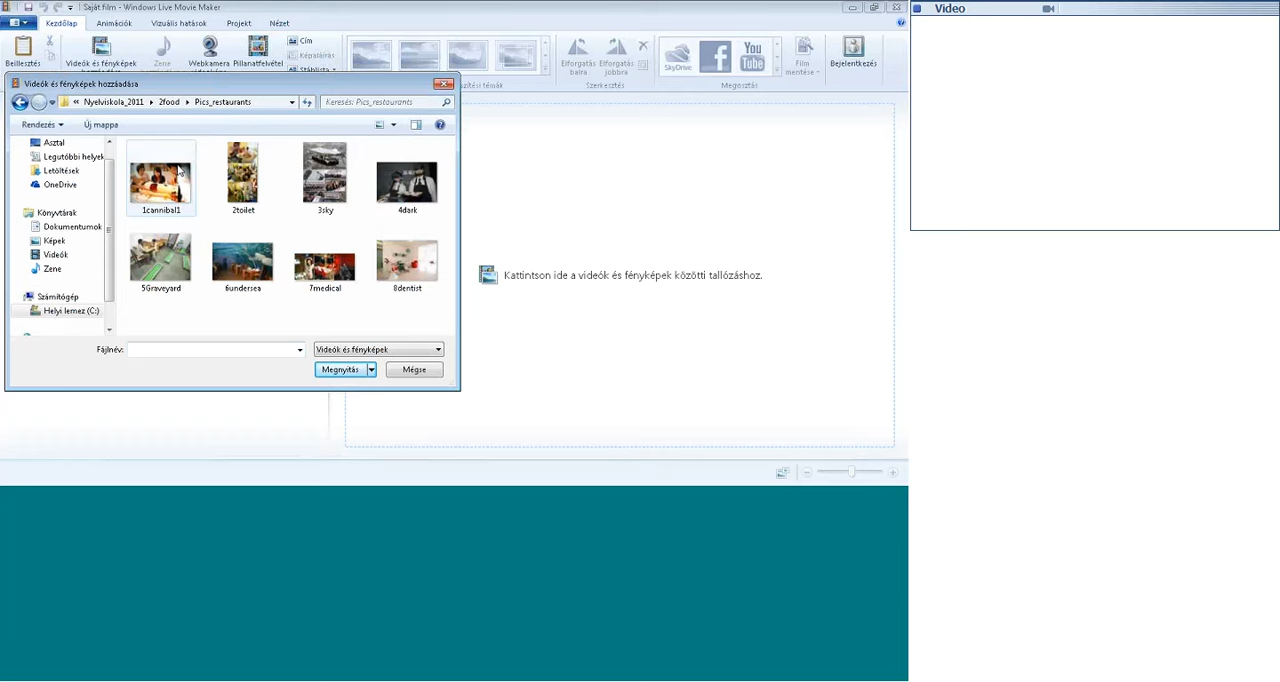 Saját film - Windows Live Movie Maker
Video
Kezdőlap
Animációk
Vizuális hatások
Projekt
Nézet
Beillesztés
Videók és fényképek
Zene
Webkamera
Pillanatfelvétel
Cím
Képaláírás
Stáblista
Elforgatás balra
Elforgatás jobbra
Szerkesztés
SkyDrive
You Tube
Megosztás
Film mentése
Bejelentkezés
Videók és fényképek hozzáadása
« Nyelviskola_2011 ▸ 2food ▸ Pics_restaurants
Keresés: Pics_restaurants
Rendezés
Új mappa
Asztal
Legutóbbi helyek
Letöltések
OneDrive
Könyvtárak
Dokumentumok
Képek
Videók
Zene
Számítógép
Helyi lemez (C:)
1cannibal1
2toilet
3sky
4dark
5Graveyard
6undersea
7medical
8dentist
Fájlnév:
Videók és fényképek
Megnyitás
Mégse
Kattintson ide a videók és fényképek közötti tallózáshoz.